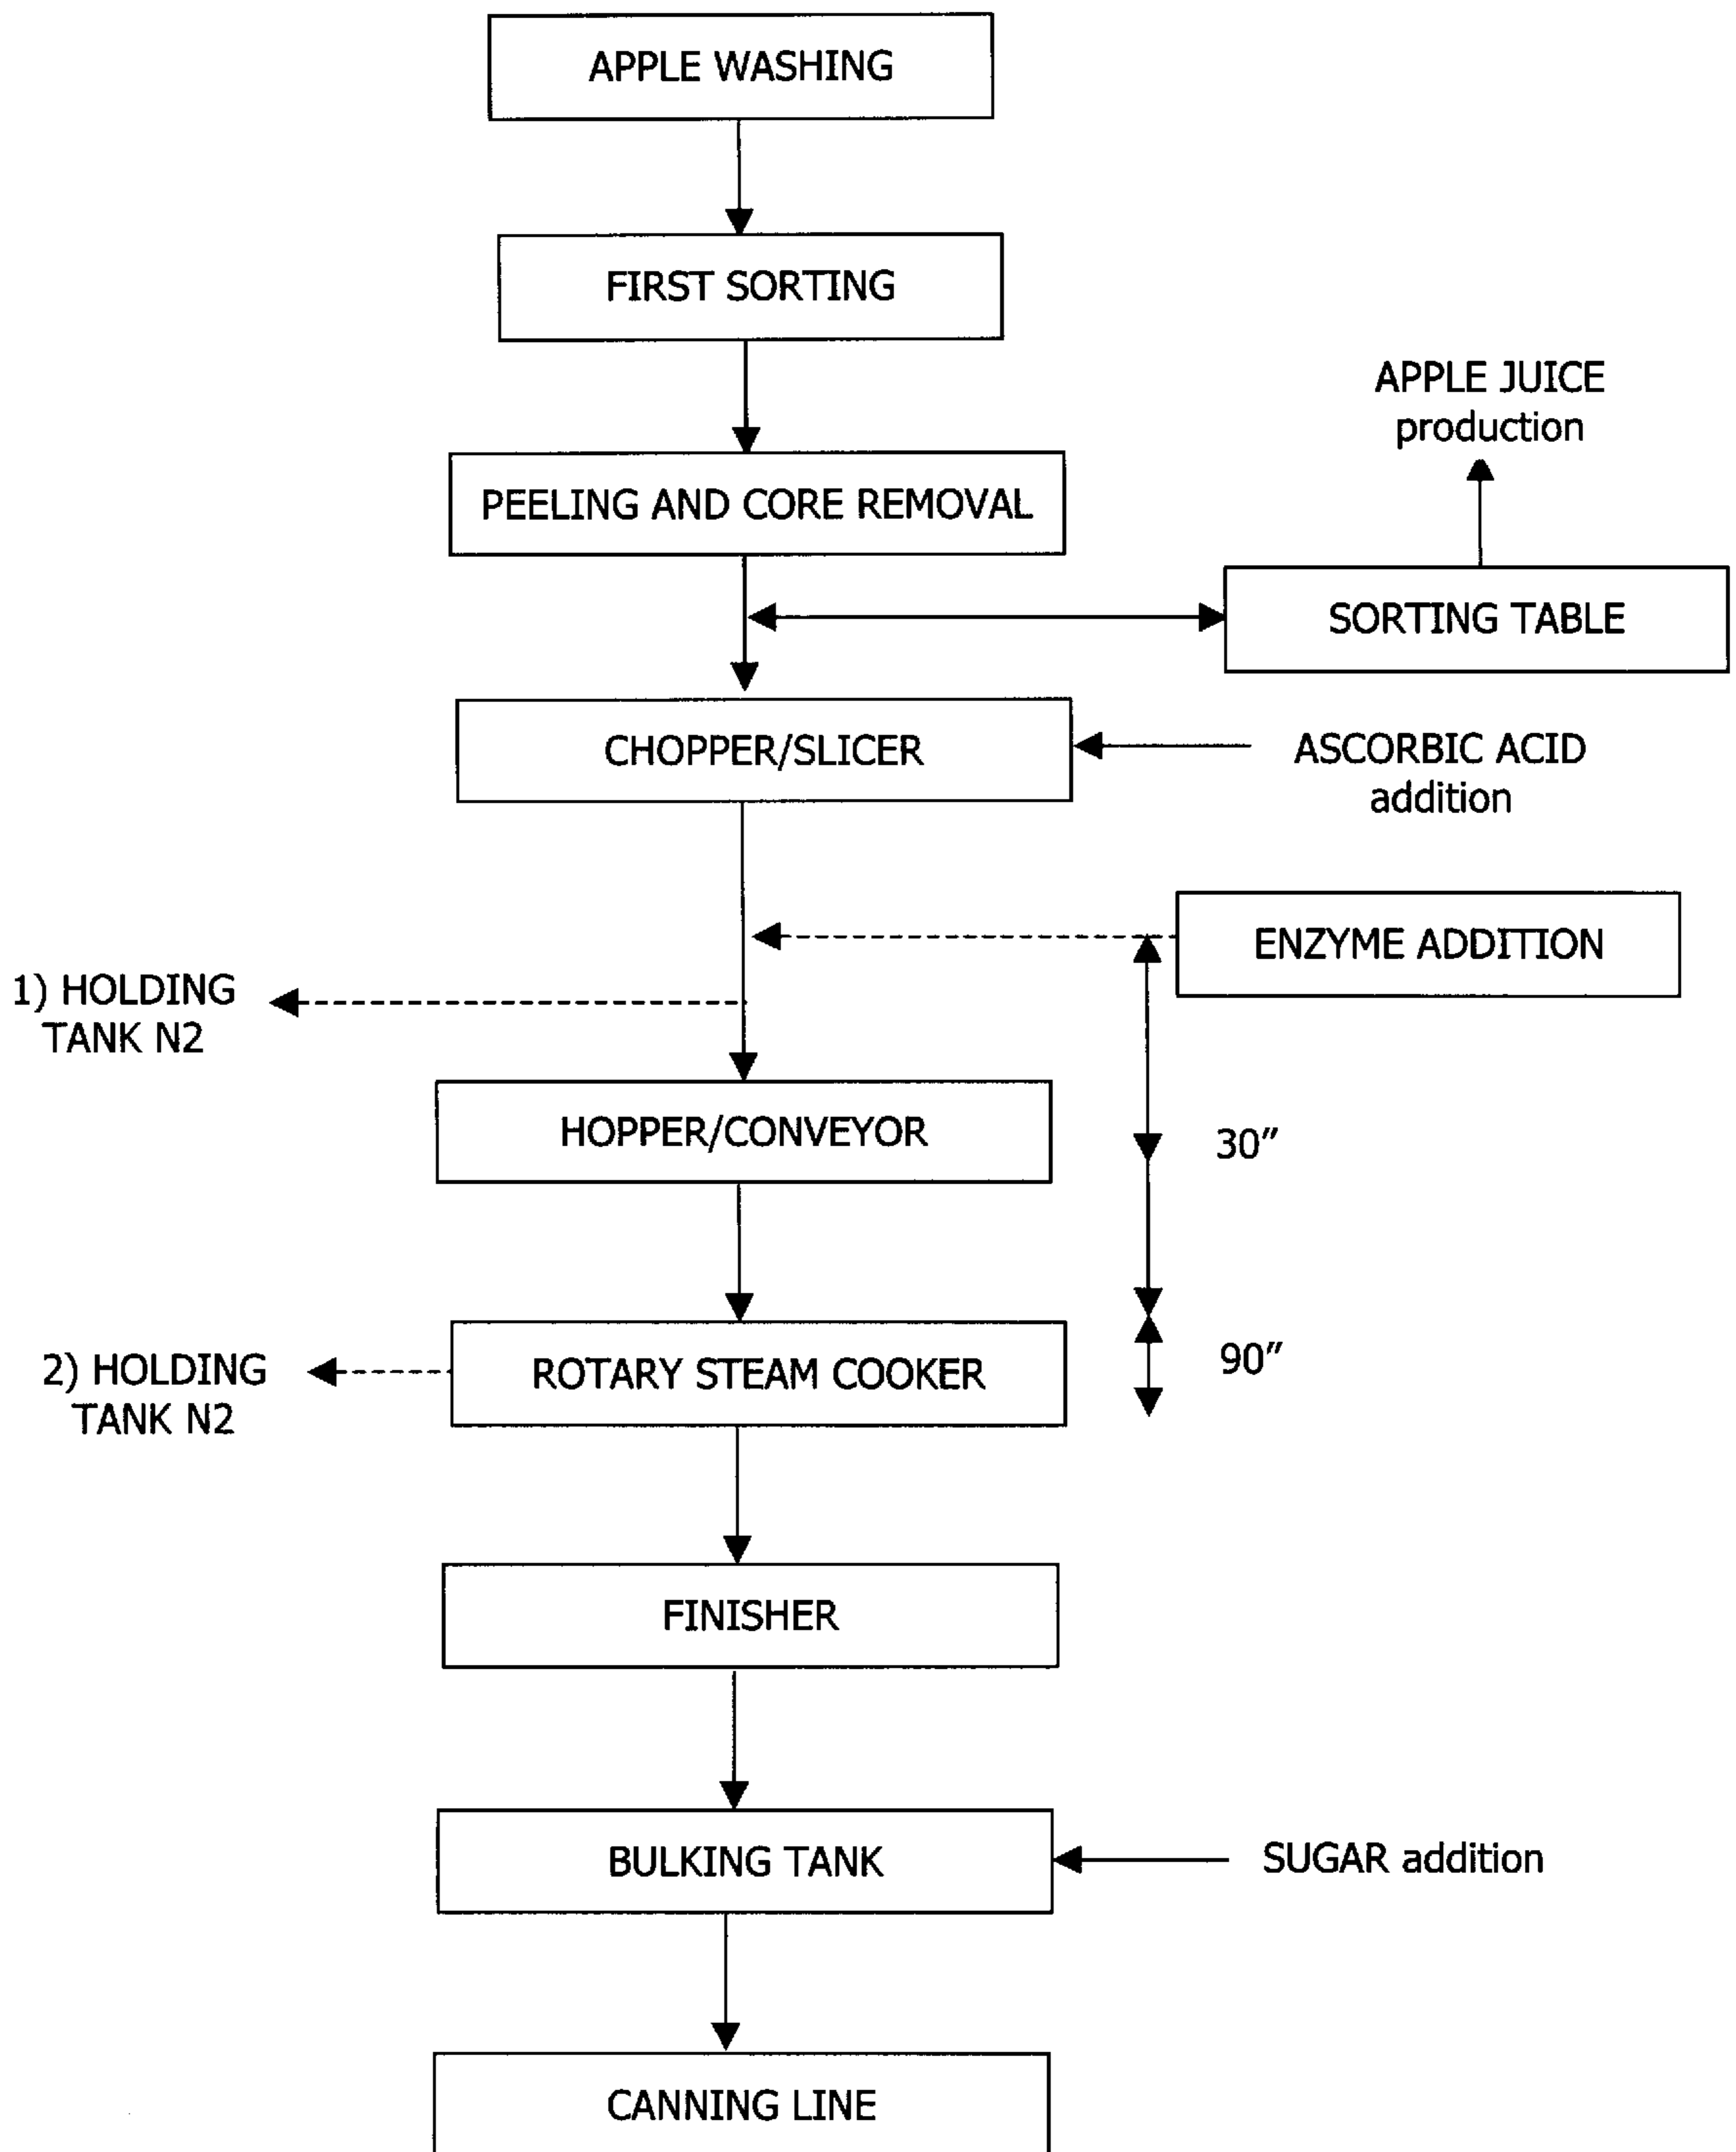 APPLE WASHING
FIRST SORTING
APPLE JUICE
production
PEELING AND CORE REMOVAL
SORTING TABLE
CHOPPER/SLICER
ASCORBIC ACID
addition
ENZYME ADDITION
1) HOLDING
TANK N2
HOPPER/CONVEYOR
30″
ROTARY STEAM COOKER
90″
2) HOLDING
TANK N2
FINISHER
BULKING TANK
SUGAR addition
CANNING LINE